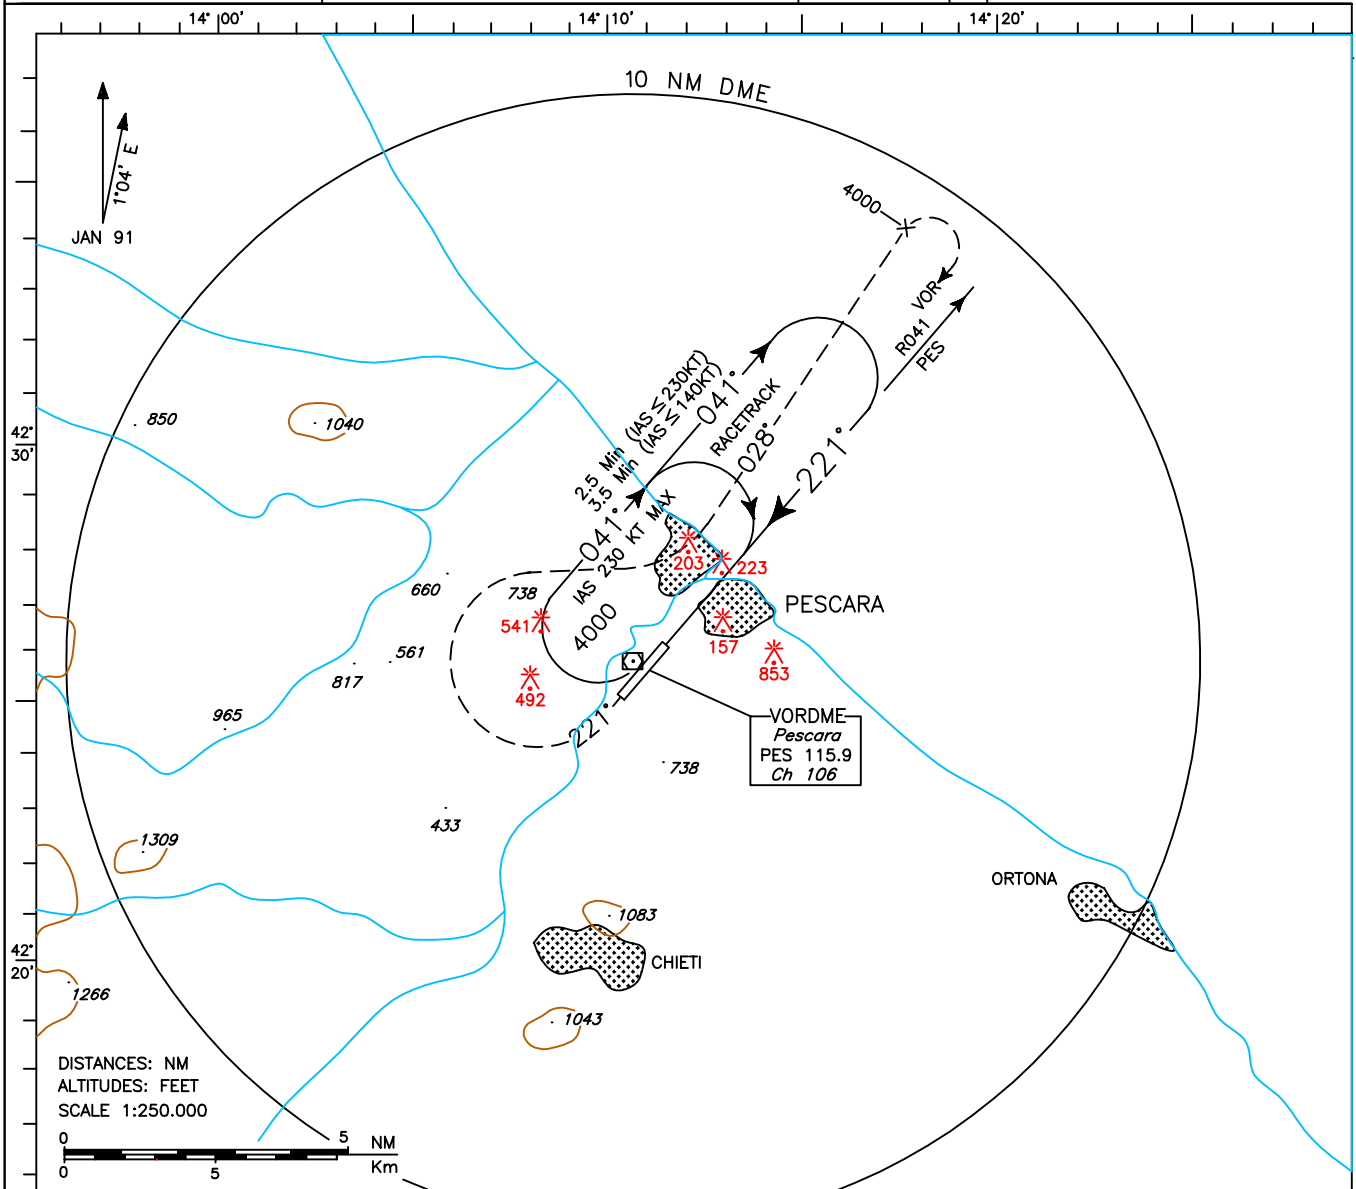 14°00'
14°10'
14°20'
10 NM DME
1°04' E
JAN 91
4000
R041 VOR
PES
2.5 Min (IAS ≤ 230KT)
3.5 Min (IAS ≤ 140KT)
041°
RACETRACK
028°
221°
850
1040
42°
30'
041°
IAS 230 KT MAX
4000
203
223
660
738
541
PESCARA
157
561
817
853
492
965
221°
VORDME
Pescara
PES 115.9
Ch 106
738
433
1309
ORTONA
1083
42°
20'
CHIETI
1266
1043
DISTANCES: NM
ALTITUDES: FEET
SCALE 1:250.000
0 5 NM
0 5 Km